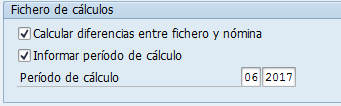 Fichero de cálculos
Calcular diferencias entre fichero y nómina
Informar período de cálculo
Período de cálculo 06 2017